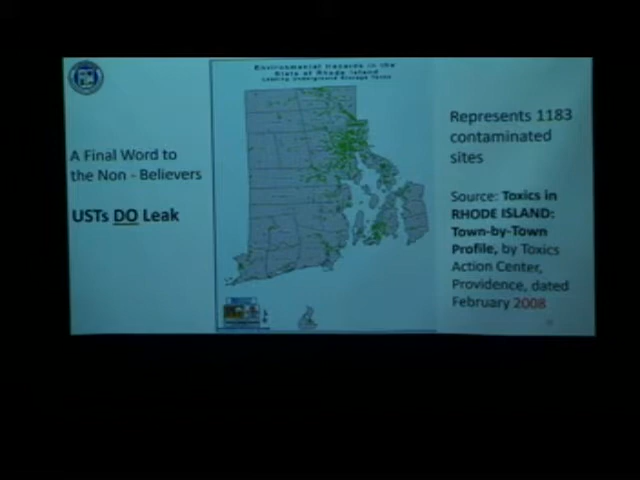 A Final Word to
the Non - Believers
USTs DO Leak
Environmental Hazards in the
State of Rhode Island
Leaking Underground Storage Tanks
Represents 1183
contaminated
sites
Source: Toxics in
RHODE ISLAND:
Town-by-Town
Profile, by Toxics
Action Center,
Providence, dated
February 2008